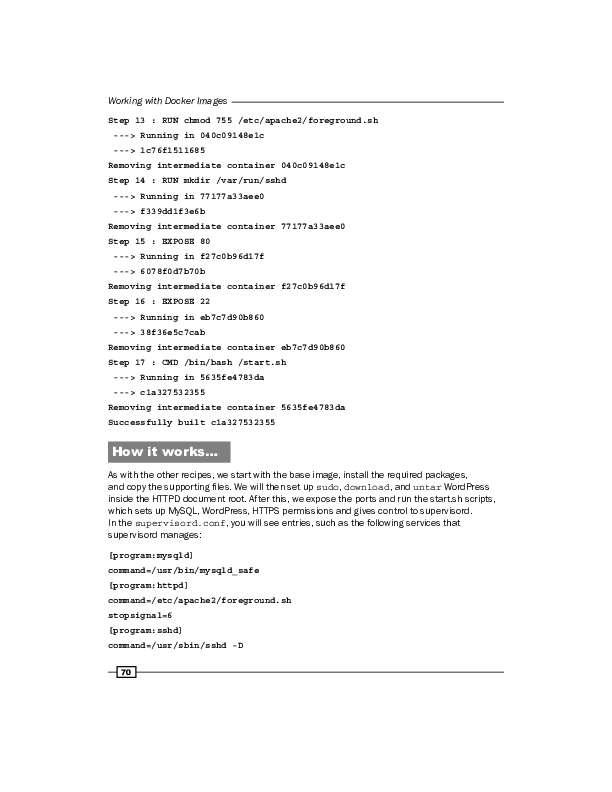 Working with Docker Images
Step 13 : RUN chmod 755 /etc/apache2/foreground.sh
---> Running in 040c09148e1c
---> 1c76f1511685
Removing intermediate container 040c09148e1c
Step 14 : RUN mkdir /var/run/sshd
---> Running in 77177a33aee0
---> f339dd1f3e6b
Removing intermediate container 77177a33aee0
Step 15 : EXPOSE 80
---> Running in f27c0b96d17f
---> 6078f0d7b70b
Removing intermediate container f27c0b96d17f
Step 16 : EXPOSE 22
---> Running in eb7c7d90b860
---> 38f36e5c7cab
Removing intermediate container eb7c7d90b860
Step 17 : CMD /bin/bash /start.sh
---> Running in 5635fe4783da
---> c1a327532355
Removing intermediate container 5635fe4783da
Successfully built c1a327532355
How it works...
As with the other recipes, we start with the base image, install the required packages,
and copy the supporting files. We will then set up sudo, download, and untar WordPress
inside the HTTPD document root. After this, we expose the ports and run the start.sh scripts,
which sets up MySQL, WordPress, HTTPS permissions and gives control to supervisord.
In the supervisord.conf, you will see entries, such as the following services that
supervisord manages:
[program:mysqld]
command=/usr/bin/mysqld_safe
[program:httpd]
command=/etc/apache2/foreground.sh
stopsignal=6
[program:sshd]
command=/usr/sbin/sshd -D
70